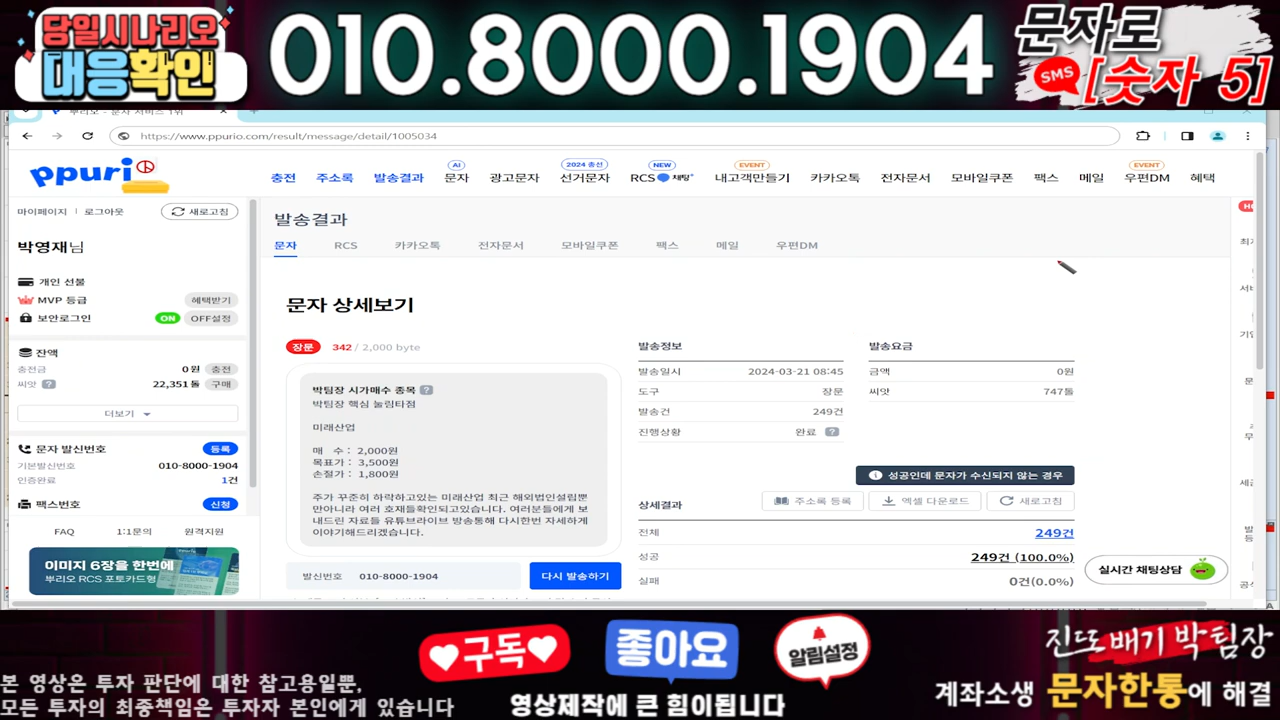 당일시나리오
대응확인
010.8000.1904
문자로
SMS [숫자 5]
뿌리오 - 문자 서비스 1위
https://www.ppurio.com/result/message/detail/1005034
ppuri
AI
2024 총선
NEW
EVENT
EVENT
충전 주소록 발송결과 문자 광고문자 선거문자 RCS 채팅+ 내고객만들기 카카오톡 전자문서 모바일쿠폰 팩스 메일 우편DM 혜택
마이페이지 | 로그아웃 새로고침
박영재님
개인 선불
MVP 등급 혜택받기
보안로그인 ON OFF설정
잔액
충전금 0원 충전
씨앗 ? 22,351톨 구매
더보기
문자 발신번호 등록
기본발신번호 010-8000-1904
인증완료 1건
팩스번호 신청
FAQ 1:1문의 원격지원
이미지 6장을 한번에
뿌리오 RCS 포토카드형
발송결과
문자 RCS 카카오톡 전자문서 모바일쿠폰 팩스 메일 우편DM
문자 상세보기
장문 342 / 2,000 byte
박팀장 시가매수 종목 ?
박팀장 핵심 눌림타점
미래산업
매 수 : 2,000원
목표가 : 3,500원
손절가 : 1,800원
주가 꾸준히 하락하고있는 미래산업 최근 해외법인설립뿐
만아니라 여러 호재들확인되고있습니다. 여러분들에게 보
내드린 자료들 유튜브라이브 방송통해 다시한번 자세하게
이야기해드리겠습니다.
발신번호 010-8000-1904 다시 발송하기
발송정보
발송일시 2024-03-21 08:45
도구 장문
발송건 249건
진행상황 완료 ?
발송요금
금액 0원
씨앗 747톨
성공인데 문자가 수신되지 않는 경우
상세결과 주소록 등록 엑셀 다운로드 새로고침
전체 249건
성공 249건 (100.0%)
실패 0건(0.0%)
실시간 채팅상담
본 영상은 투자 판단에 대한 참고용일뿐,
모든 투자의 최종책임은 투자자 본인에게 있습니다
구독
좋아요
알림설정
영상제작에 큰 힘이됩니다
진또배기 박팀장
계좌소생 문자한통에 해결